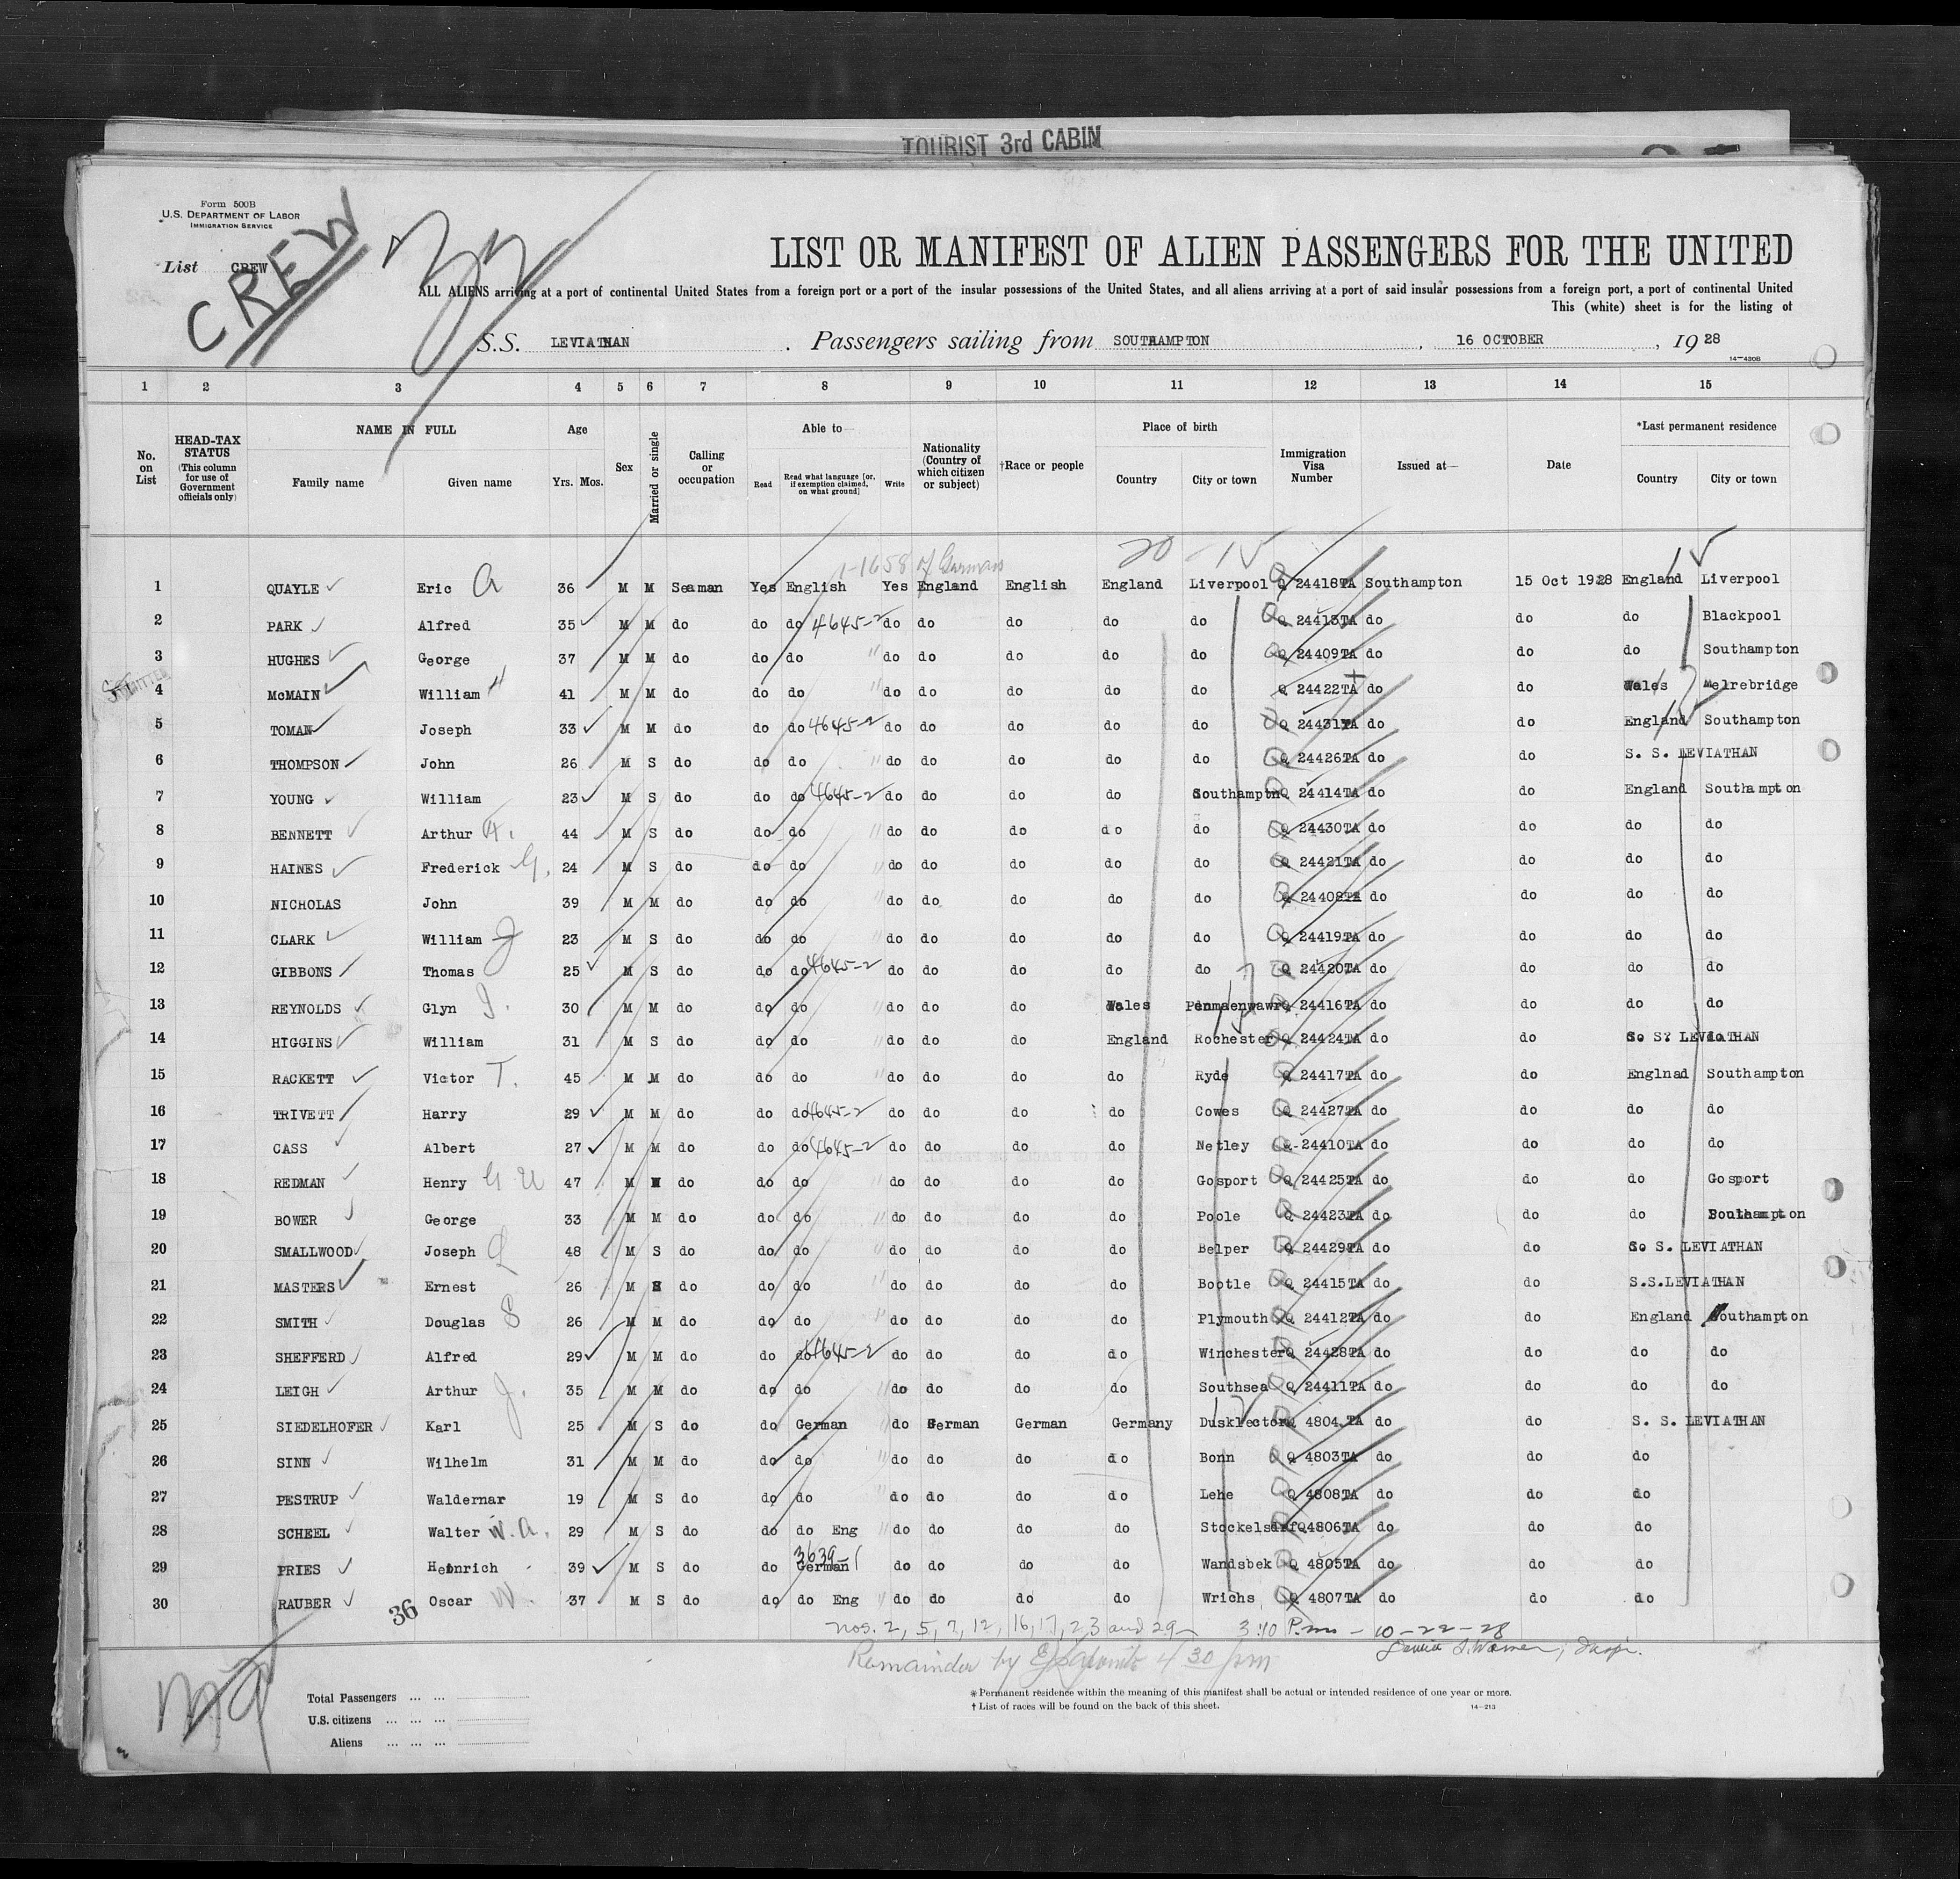 TOURIST 3rd CABIN
Form 500B
U.S. DEPARTMENT OF LABOR
IMMIGRATION SERVICE
List CREW
CREW
LIST OR MANIFEST OF ALIEN PASSENGERS FOR THE UNITED
ALL ALIENS arriving at a port of continental United States from a foreign port or a port of the insular possessions of the United States, and all aliens arriving at a port of said insular possessions from a foreign port, a port of continental United
This (white) sheet is for the listing of
S.S. LEVIATHAN . Passengers sailing from SOUTHAMPTON , 16 OCTOBER , 1928
14—430B
1 2 3 4 5 6 7 8 9 10 11 12 13 14 15
No. on List HEAD-TAX STATUS (This column for use of Government officials only) NAME IN FULL Family name Given name Age Yrs. Mos. Sex Married or single Calling or occupation Able to— Read Read what language [or, if exemption claimed, on what ground] Write Nationality (Country of which citizen or subject) †Race or people Place of birth Country City or town Immigration Visa Number Issued at— Date *Last permanent residence Country City or town
20
1 QUAYLE Eric A 36 M M Seaman Yes English Yes England English England Liverpool Q 24418TA Southampton 15 Oct 1928 England Liverpool
2 PARK Alfred 35 M M do do do 4645-2 do do do do do Q 24413TA do do do Blackpool
3 HUGHES George 37 M M do do do " do do do do do Q 24409TA do do do Southampton
4 McMAIN William H 41 M M do do do " do do do do do Q 24422TA do do Wales Melrebridge
5 TOMAN Joseph 33 M M do do do 4645-2 do do do do do Q 24431TA do do England Southampton
6 THOMPSON John 26 M S do do do " do do do do do Q 24426TA do do S. S. LEVIATHAN
7 YOUNG William 23 M S do do do 4645-2 do do do do Southampton Q 24414TA do do England Southampton
8 BENNETT Arthur 44 M S do do do " do do do do do Q 24430TA do do do do
9 HAINES Frederick G. 24 M S do do do " do do do do do Q 24421TA do do do do
10 NICHOLAS John 39 M M do do do " do do do do do Q 24408TA do do do do
11 CLARK William J 23 M S do do do " do do do do do Q 24419TA do do do do
12 GIBBONS Thomas 25 M S do do do 4645-2 do do do do do Q 24420TA do do do do
13 REYNOLDS Glyn 30 M M do do do " do do do Wales Penmaenwawr Q 24416TA do do do do
14 HIGGINS William 31 M S do do do " do do do England Rochester Q 24424TA do do S. S. LEVIATHAN
15 RACKETT Victor T. 45 M M do do do " do do do do Ryde Q 24417TA do do Englnad Southampton
16 TRIVETT Harry 29 M M do do do 4645-2 do do do do Cowes Q 24427TA do do do do
17 CASS Albert 27 M M do do do 4645-2 do do do do Netley Q 24410TA do do do do
18 REDMAN Henry 47 M M do do do " do do do do Gosport Q 24425TA do do do Gosport
19 BOWER George 33 M M do do do " do do do do Poole Q 24423TA do do do Southampton
20 SMALLWOOD Joseph 48 M S do do do " do do do do Belper Q 24429TA do do S. S. LEVIATHAN
21 MASTERS Ernest 26 M S do do do " do do do do Bootle Q 24415TA do do S.S.LEVIATHAN
22 SMITH Douglas S 26 M M do do do " do do do do Plymouth Q 24412TA do do England Southampton
23 SHEFFERD Alfred 29 M M do do do 4645-2 do do do do Winchester Q 24428TA do do do do
24 LEIGH Arthur J. 35 M M do do do " do do do do Southsea Q 24411TA do do do do
25 SIEDELHOFER Karl 25 M S do do German " do German German Germany Dusklector Q 4804 TA do do S. S. LEVIATHAN
26 SINN Wilhelm 31 M M do do do " do do do do Bonn Q 4803TA do do do
27 PESTRUP Waldernar 19 M S do do do " do do do do Lehe Q 4808TA do do do
28 SCHEEL Walter W.A. 29 M S do do do Eng " do do do do Stockelsdrf Q 4806TA do do do
29 PRIES Heinrich 39 M S do do 3639-1 German do do do do Wandsbek Q 4805TA do do do
30 RAUBER Oscar W. 37 M S do do do Eng " do do do do Wrichs Q 4807TA do do do
36
nos. 2, 5, 7, 12, 16, 17, 23 and 29— 3:10 P.m — 10-22-28
Remainder by 4 30 pm
Total Passengers ... ...
U.S. citizens ... ... ...
Aliens ... ... ...
*Permanent residence within the meaning of this manifest shall be actual or intended residence of one year or more.
† List of races will be found on the back of this sheet.
14—213